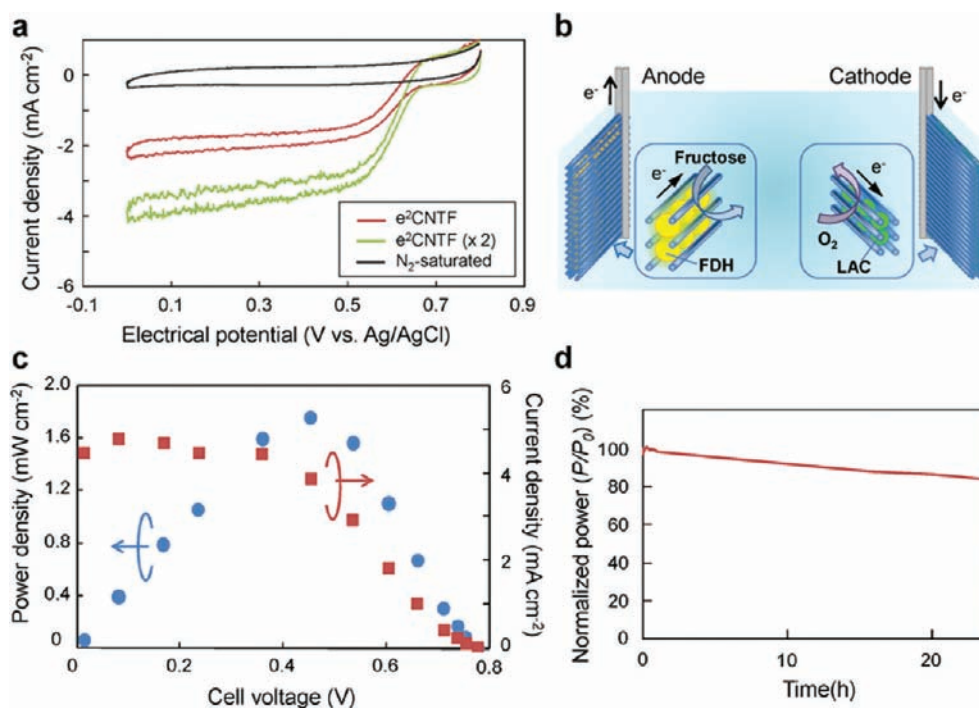 a
Current density (mA cm⁻²)
0
-2
-4
-6
-0.1
0.1
0.3
0.5
0.7
0.9
Electrical potential (V vs. Ag/AgCl)
e²CNTF
e²CNTF (x 2)
N₂-saturated
b
Anode
Cathode
e⁻
e⁻
Fructose
e⁻
FDH
e⁻
O₂
LAC
c
Power density (mW cm⁻²)
2.0
1.6
1.2
0.8
0.4
0
0
0.2
0.4
0.6
0.8
Cell voltage (V)
6
4
2
0
Current density (mA cm⁻²)
d
Normalized power (P/P₀) (%)
100
80
60
40
20
0
0
10
20
Time(h)